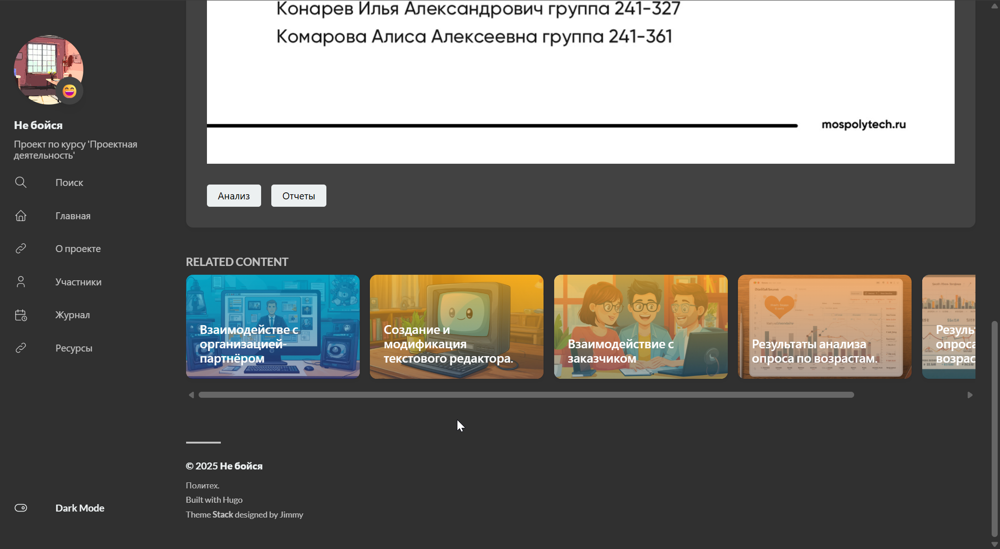 Конарев Илья Александрович группа 241-327
Комарова Алиса Алексеевна группа 241-361
mospolytech.ru
Не бойся
Проект по курсу 'Проектная
деятельность'
Поиск
Главная
О проекте
Участники
Журнал
Ресурсы
Dark Mode
Анализ
Отчеты
RELATED CONTENT
Взаимодействе с
организацией-
партнёром
Создание и
модификация
текстового редактора.
Взаимодействие с
заказчиком
Результаты анализа
опроса по возрастам.
Резуль
опроса
возрас
© 2025 Не бойся
Политех.
Built with Hugo
Theme Stack designed by Jimmy